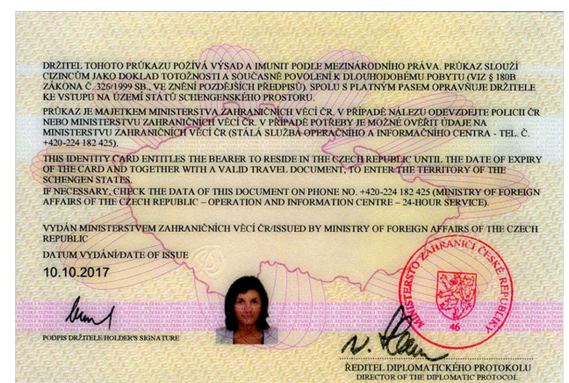 DRŽITEL TOHOTO PRŮKAZU POŽÍVÁ VÝSAD A IMUNIT PODLE MEZINÁRODNÍHO PRÁVA. PRŮKAZ SLOUŽÍ
CIZINCŮM JAKO DOKLAD TOTOŽNOSTI A SOUČASNĚ POVOLENÍ K DLOUHODOBÉMU POBYTU (VIZ § 180B
ZÁKONA Č. 326/1999 SB., VE ZNĚNÍ POZDĚJŠÍCH PŘEDPISŮ). SPOLU S PLATNÝM PASEM OPRAVŇUJE DRŽITELE
KE VSTUPU NA ÚZEMÍ STÁTŮ SCHENGENSKÉHO PROSTORU.
PRŮKAZ JE MAJETKEM MINISTERSTVA ZAHRANIČNÍCH VĚCÍ ČR. V PŘÍPADĚ NÁLEZU ODEVZDEJTE POLICII ČR
NEBO MINISTERSTVU ZAHRANIČNÍCH VĚCÍ ČR. V PŘÍPADĚ POTŘEBY JE MOŽNÉ OVĚŘIT ÚDAJE NA
MINISTERSTVU ZAHRANIČNÍCH VĚCÍ ČR (STÁLÁ SLUŽBA OPERAČNÍHO A INFORMAČNÍHO CENTRA - TEL. Č.
+420-224 182 425).
THIS IDENTITY CARD ENTITLES THE BEARER TO RESIDE IN THE CZECH REPUBLIC UNTIL THE DATE OF EXPIRY
OF THE CARD AND TOGETHER WITH A VALID TRAVEL DOCUMENT, TO ENTER THE TERRITORY OF THE
SCHENGEN STATES.
IF NECESSARY, CHECK THE DATA OF THIS DOCUMENT ON PHONE NO. +420-224 182 425 (MINISTRY OF FOREIGN
AFFAIRS OF THE CZECH REPUBLIC – OPERATION AND INFORMATION CENTRE – 24-HOUR SERVICE).
VYDÁN MINISTERSTVEM ZAHRANIČNÍCH VĚCÍ ČR/ISSUED BY MINISTRY OF FOREIGN AFFAIRS OF THE CZECH
REPUBLIC
DATUM VYDÁNÍ/DATE OF ISSUE
10.10.2017
MINISTERSTVO ZAHRANIČÍ ČESKÉ REPUBLIKY
46
PODPIS DRŽITELE/HOLDER'S SIGNATURE
ŘEDITEL DIPLOMATICKÉHO PROTOKOLU
DIRECTOR OF THE DIPLOMATIC PROTOCOL